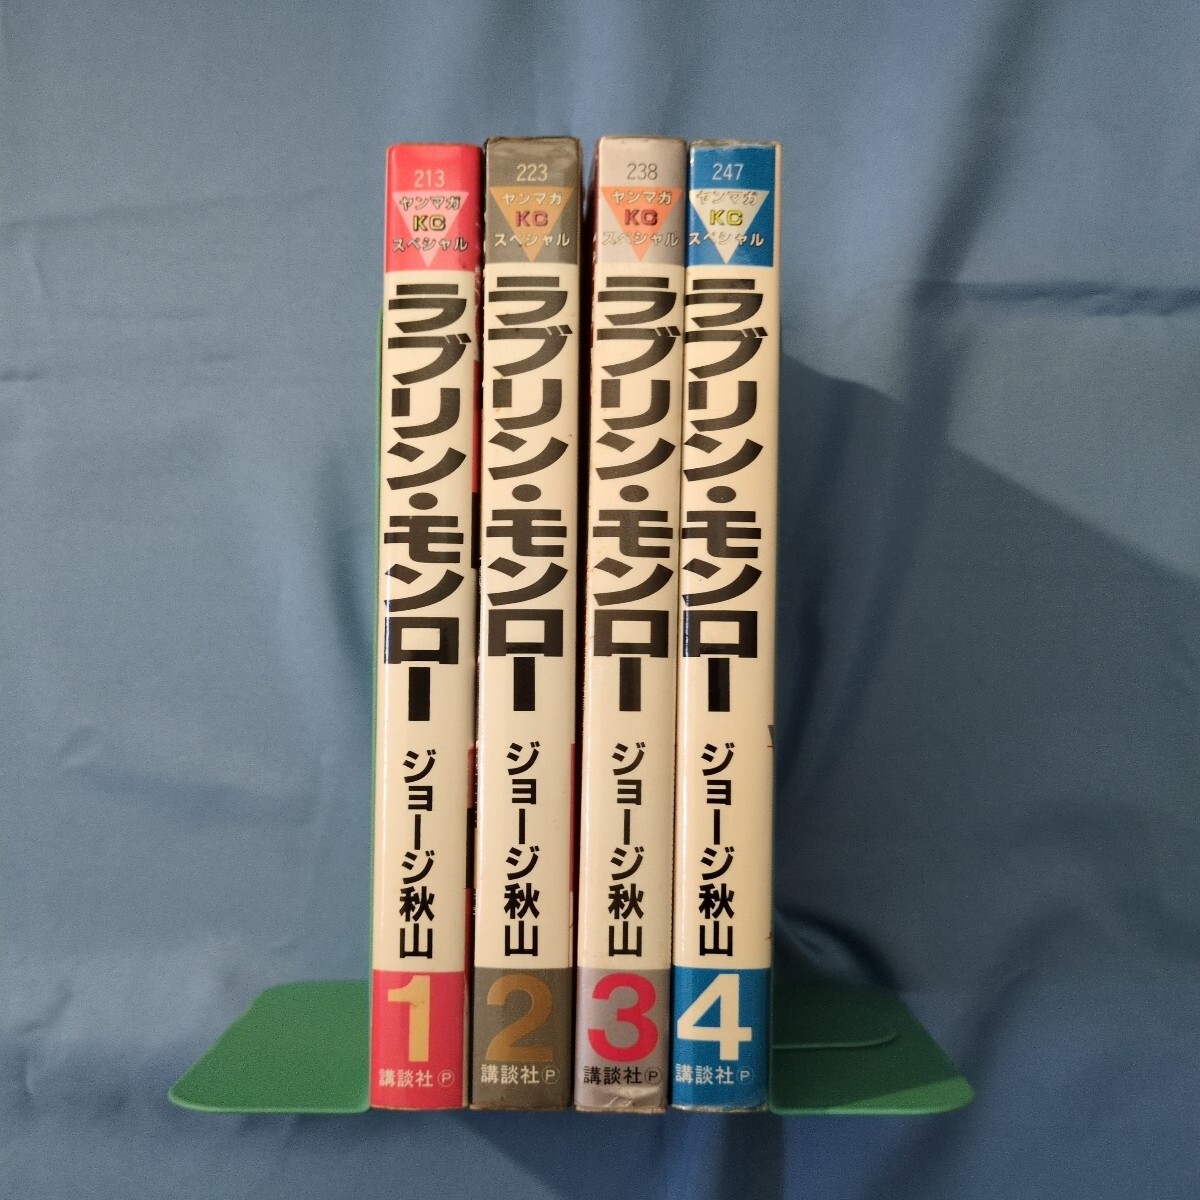 213
ヤンマガ
KC
スペシャル
ラブリン・モンロー
ジョージ秋山
1
講談社 Ⓟ
223
ヤンマガ
KC
スペシャル
ラブリン・モンロー
ジョージ秋山
2
講談社 Ⓟ
238
ヤンマガ
KC
スペシャル
ラブリン・モンロー
ジョージ秋山
3
講談社 Ⓟ
247
ヤンマガ
KC
スペシャル
ラブリン・モンロー
ジョージ秋山
4
講談社 Ⓟ